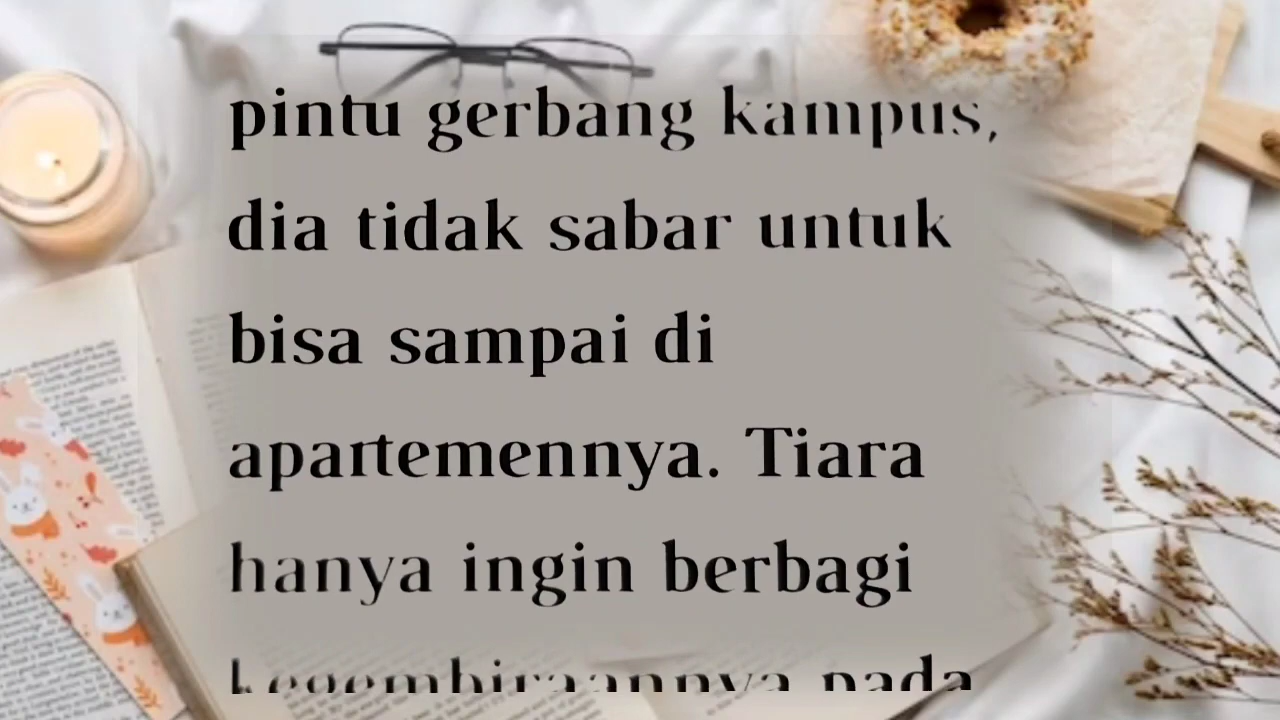 pintu gerbang kampus,
dia tidak sabar untuk
bisa sampai di
apartemennya. Tiara
hanya ingin berbagi
kegembiraannya pada